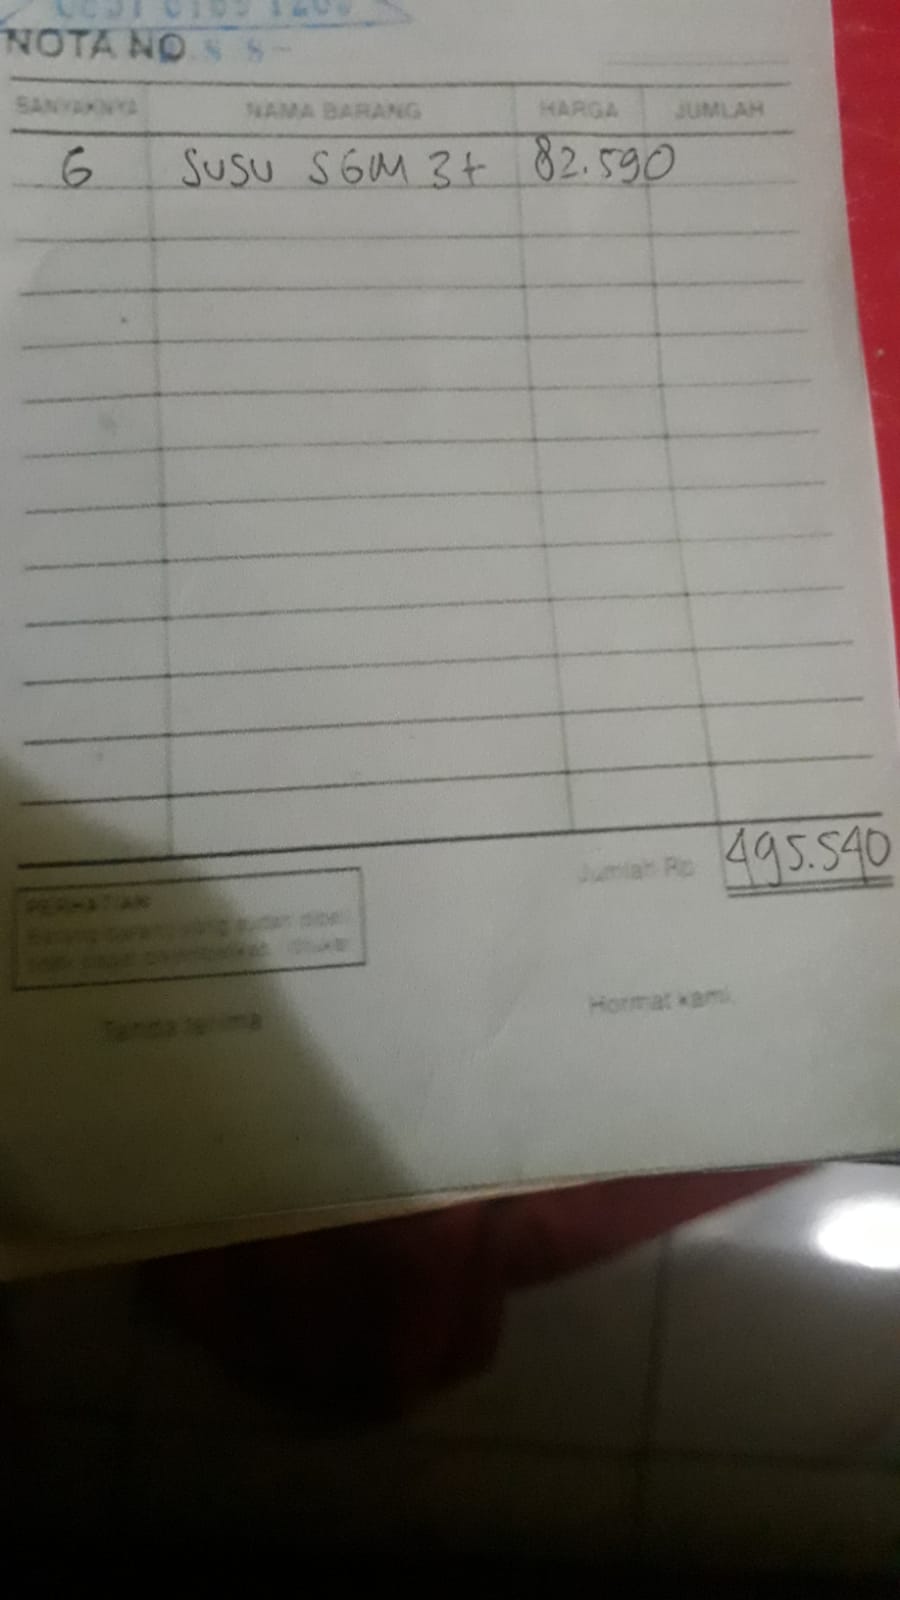 NOTA NO.
BANYAKNYA NAMA BARANG HARGA JUMLAH
6 SUSU SGM 3+ 82.590
Jumlah Rp 495.540
PERHATIAN
Tanda terima
Hormat kami,